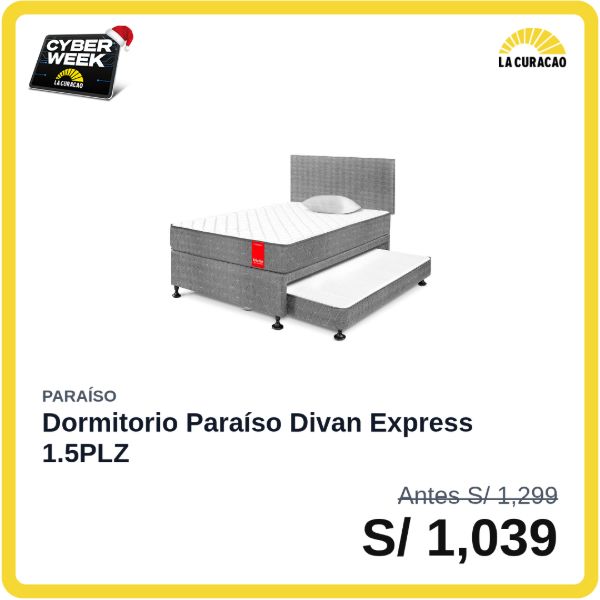 CYBER
WEEK
LA CURACAO
LA CURACAO
PARAÍSO
Dormitorio Paraíso Divan Express
1.5PLZ
Antes S/ 1,299
S/ 1,039